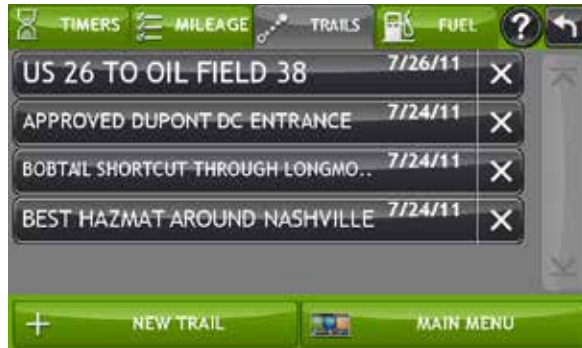 TIMERS MILEAGE TRAILS FUEL ?
US 26 TO OIL FIELD 38 7/26/11 X
APPROVED DUPONT DC ENTRANCE 7/24/11 X
BOBTAIL SHORTCUT THROUGH LONGMO.. 7/24/11 X
BEST HAZMAT AROUND NASHVILLE 7/24/11 X
+ NEW TRAIL MAIN MENU